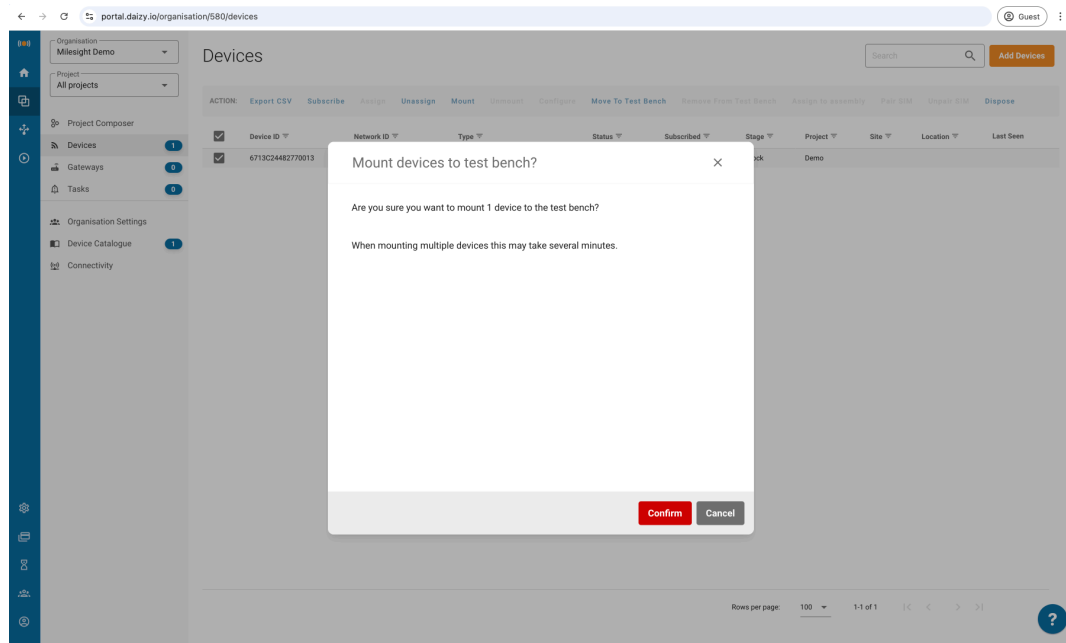 portal.daizy.io/organisation/580/devices
Guest
Organisation
Milesight Demo
Project
All projects
Project Composer
Devices 1
Gateways 0
Tasks 0
Organisation Settings
Device Catalogue 1
Connectivity
Devices
Search
Add Devices
ACTION: Export CSV Subscribe Assign Unassign Mount Unmount Configure Move To Test Bench Remove From Test Bench Assign to assembly Pair SIM Unpair SIM Dispose
Device ID Network ID Type Status Subscribed Stage Project Site Location Last Seen
6713C24482770013 Demo
Mount devices to test bench?
Are you sure you want to mount 1 device to the test bench?
When mounting multiple devices this may take several minutes.
Confirm Cancel
Rows per page: 100 1-1 of 1
?